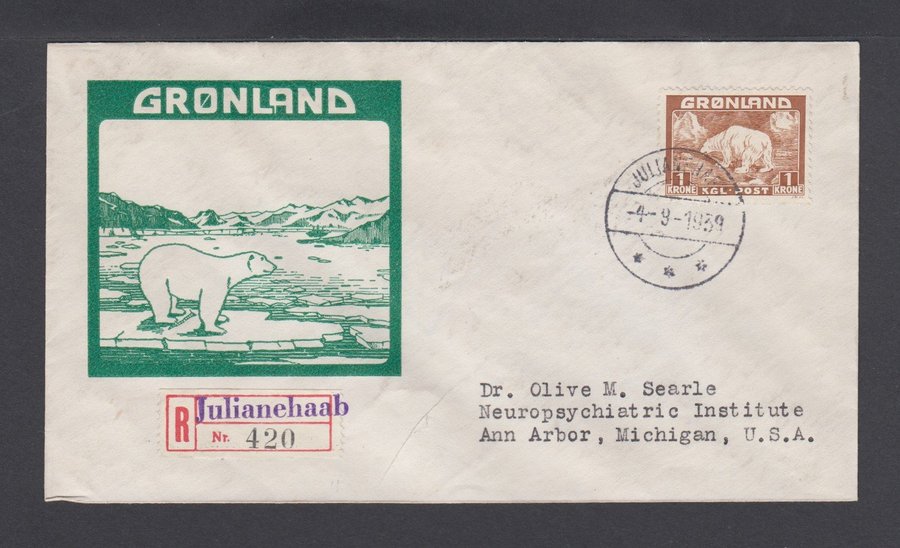 GRØNLAND
GRØNLAND
1 KRONE
KGL·POST
1 KRONE
-4-9-1939
R
Julianehaab
Nr. 420
Dr. Olive M. Searle
Neuropsychiatric Institute
Ann Arbor, Michigan, U.S.A.